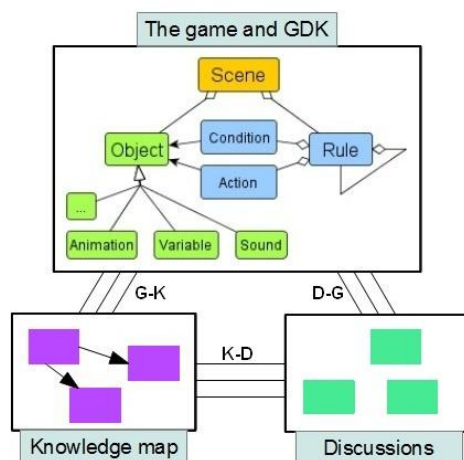 The game and GDK
Scene
Condition
Object
Rule
Action
...
Animation
Variable
Sound
G-K
D-G
K-D
Knowledge map
Discussions